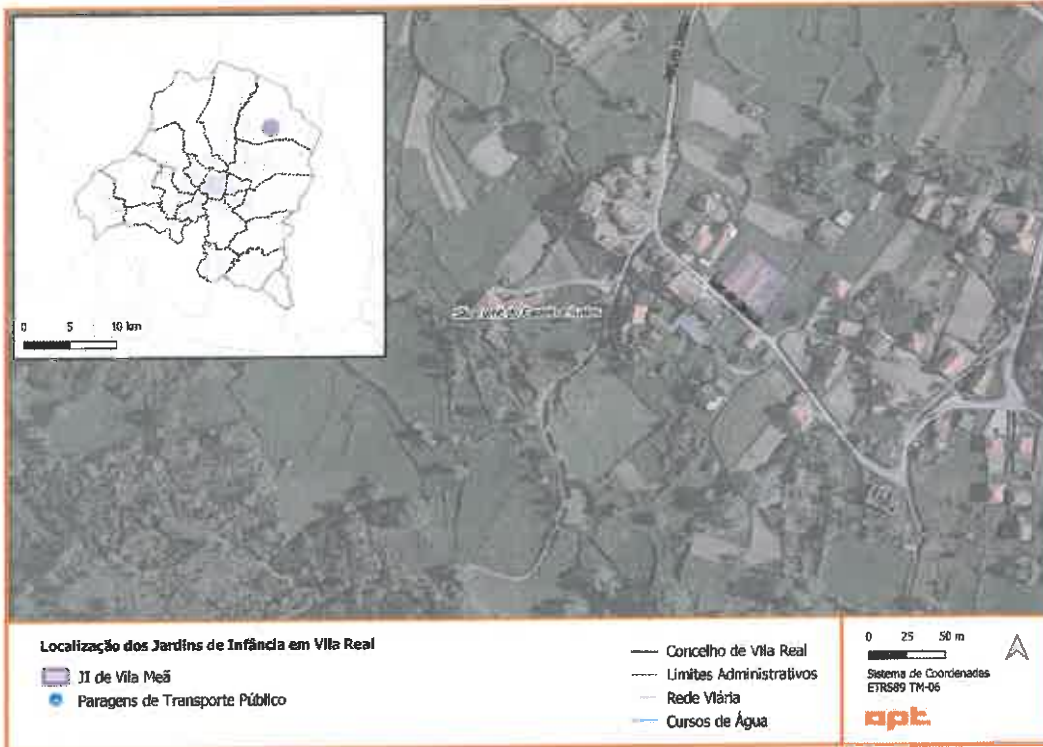 0 5 10 km
Localização dos Jardins de Infância em Vila Real
JI de Vila Meã
Paragens de Transporte Público
Concelho de Vila Real
Limites Administrativos
Rede Viária
Cursos de Água
0 25 50 m
Sistema de Coordenadas
ETRS89 TM-06
apt